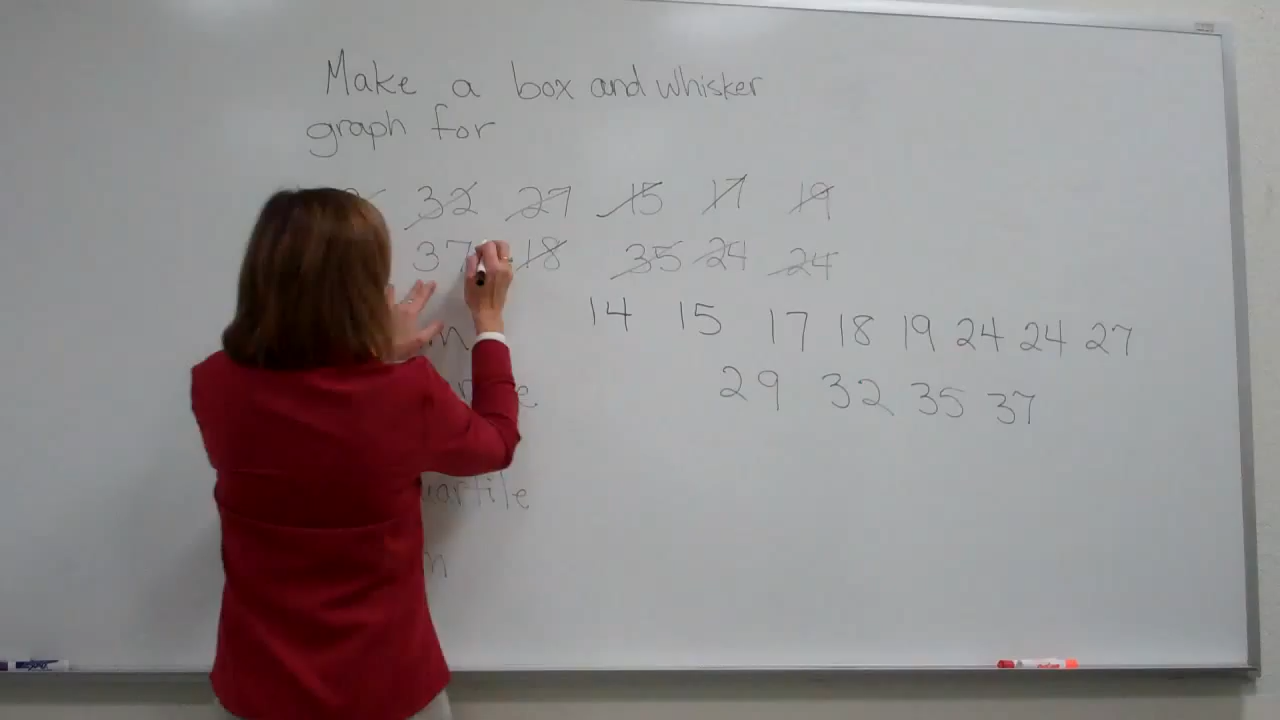 Make a box and whisker
graph for
32 27 15 17 19
37 18 35 24 24
14 15 17 18 19 24 24 27
29 32 35 37